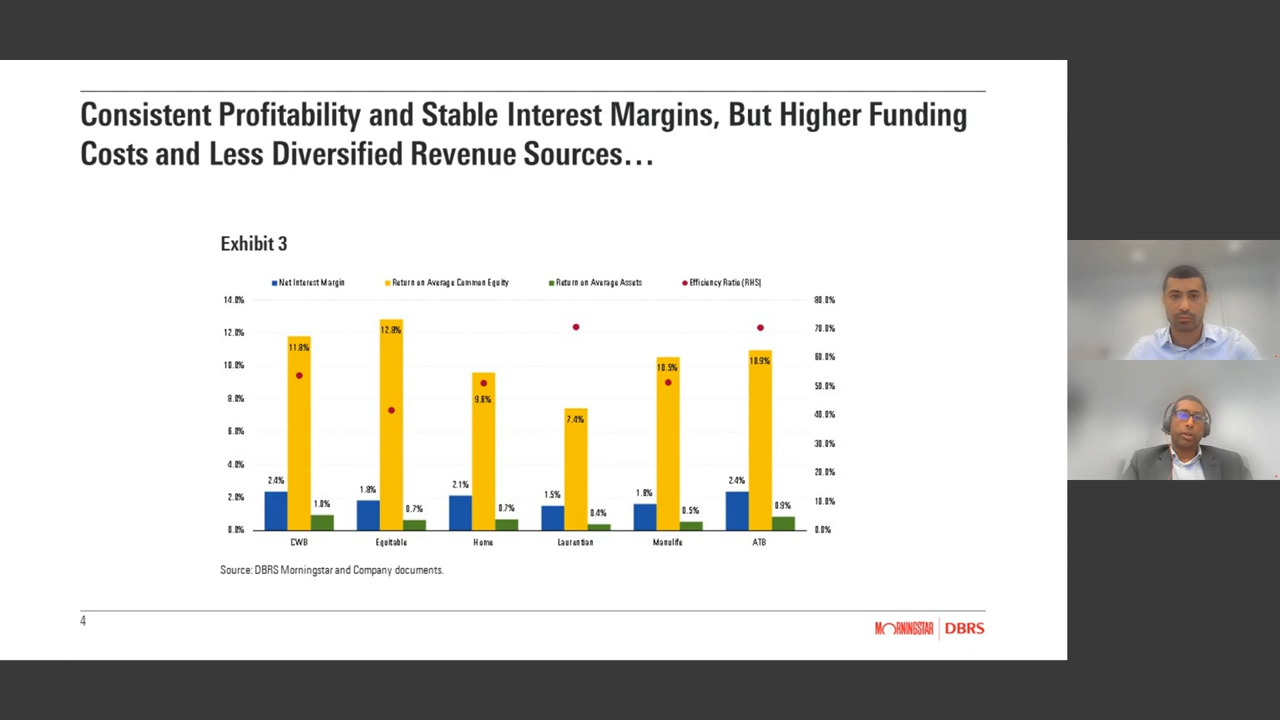 Consistent Profitability and Stable Interest Margins, But Higher Funding
Costs and Less Diversified Revenue Sources…
Exhibit 3
Net Interest Margin Return on Average Common Equity Return on Average Assets Efficiency Ratio (RHS)
14.0% 80.0%
12.0% 70.0%
10.0% 60.0%
8.0% 50.0%
6.0% 40.0%
4.0% 30.0%
2.0% 20.0%
0.0% 10.0%
0.0%
2.4% 11.8% 1.0%
1.8% 12.8% 0.7%
2.1% 9.6% 0.7%
1.5% 7.4% 0.4%
10.5% 0.5%
2.4% 10.9% 0.9%
CWB Equitable Home Laurentian Manulife ATB
Source: DBRS Morningstar and Company documents.
4
MORNINGSTAR DBRS